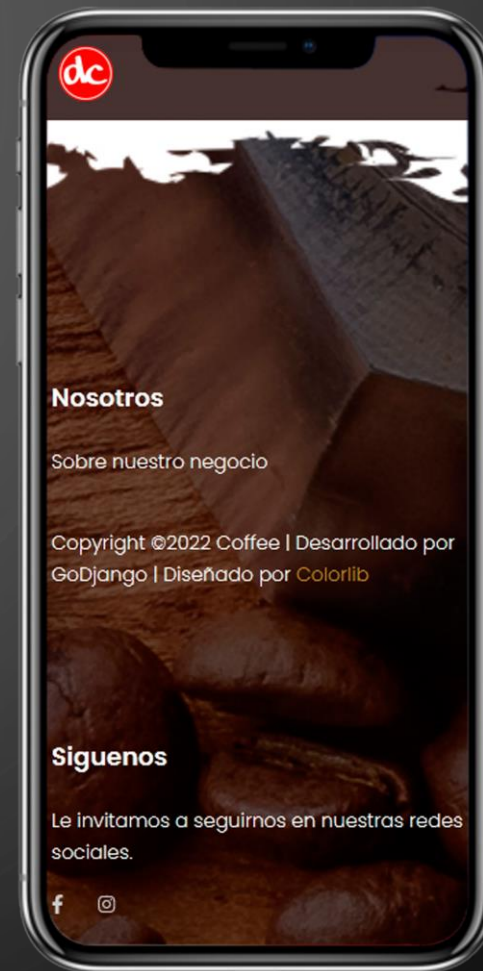 dc
Nosotros
Sobre nuestro negocio
Copyright ©2022 Coffee | Desarrollado por
GoDjango | Diseñado por Colorlib
Siguenos
Le invitamos a seguirnos en nuestras redes
sociales.